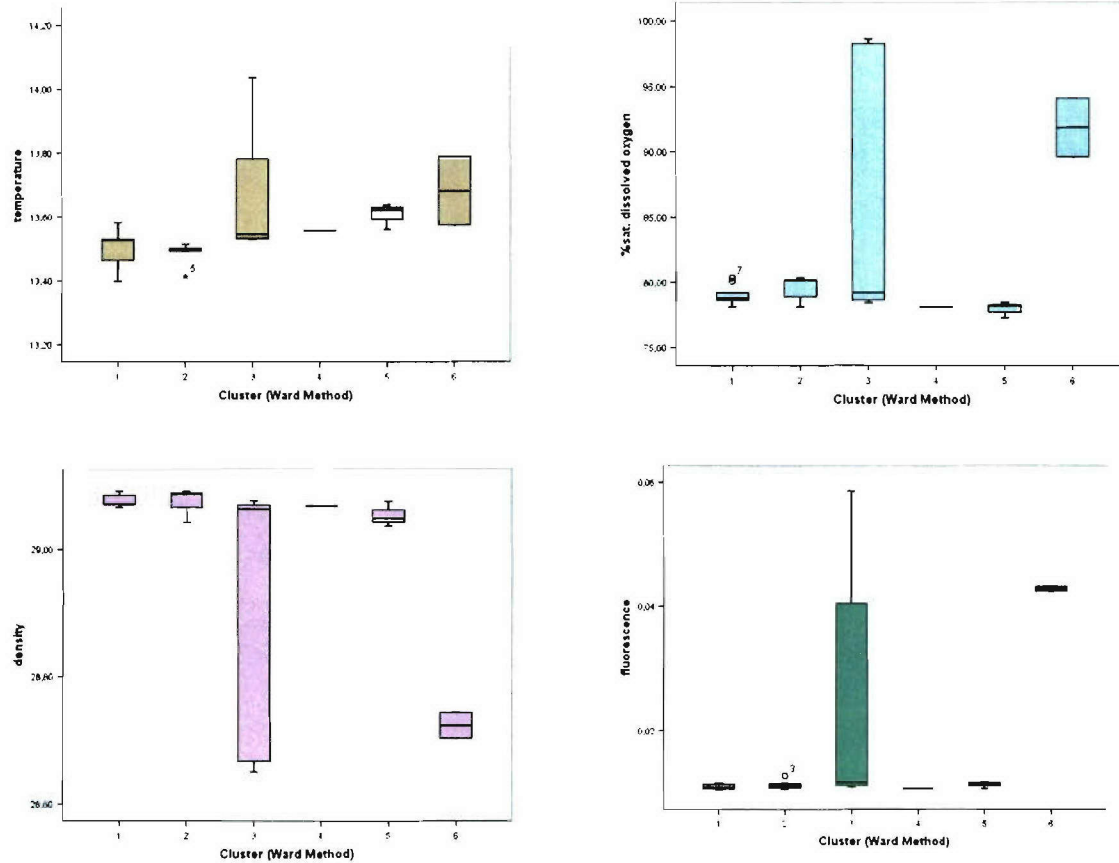 14.20
14.00
13.80
13.60
13.40
13.20
temperature
5
1 2 3 4 5 6
Cluster (Ward Method)
100.00
95.00
90.00
85.00
80.00
75.00
%sat. dissolved oxygen
7
1 2 3 4 5 6
Cluster (Ward Method)
29.00
28.80
28.60
density
1 2 3 4 5 6
Cluster (Ward Method)
0.06
0.04
0.02
fluorescence
3
1 2 3 4 5 6
Cluster (Ward Method)